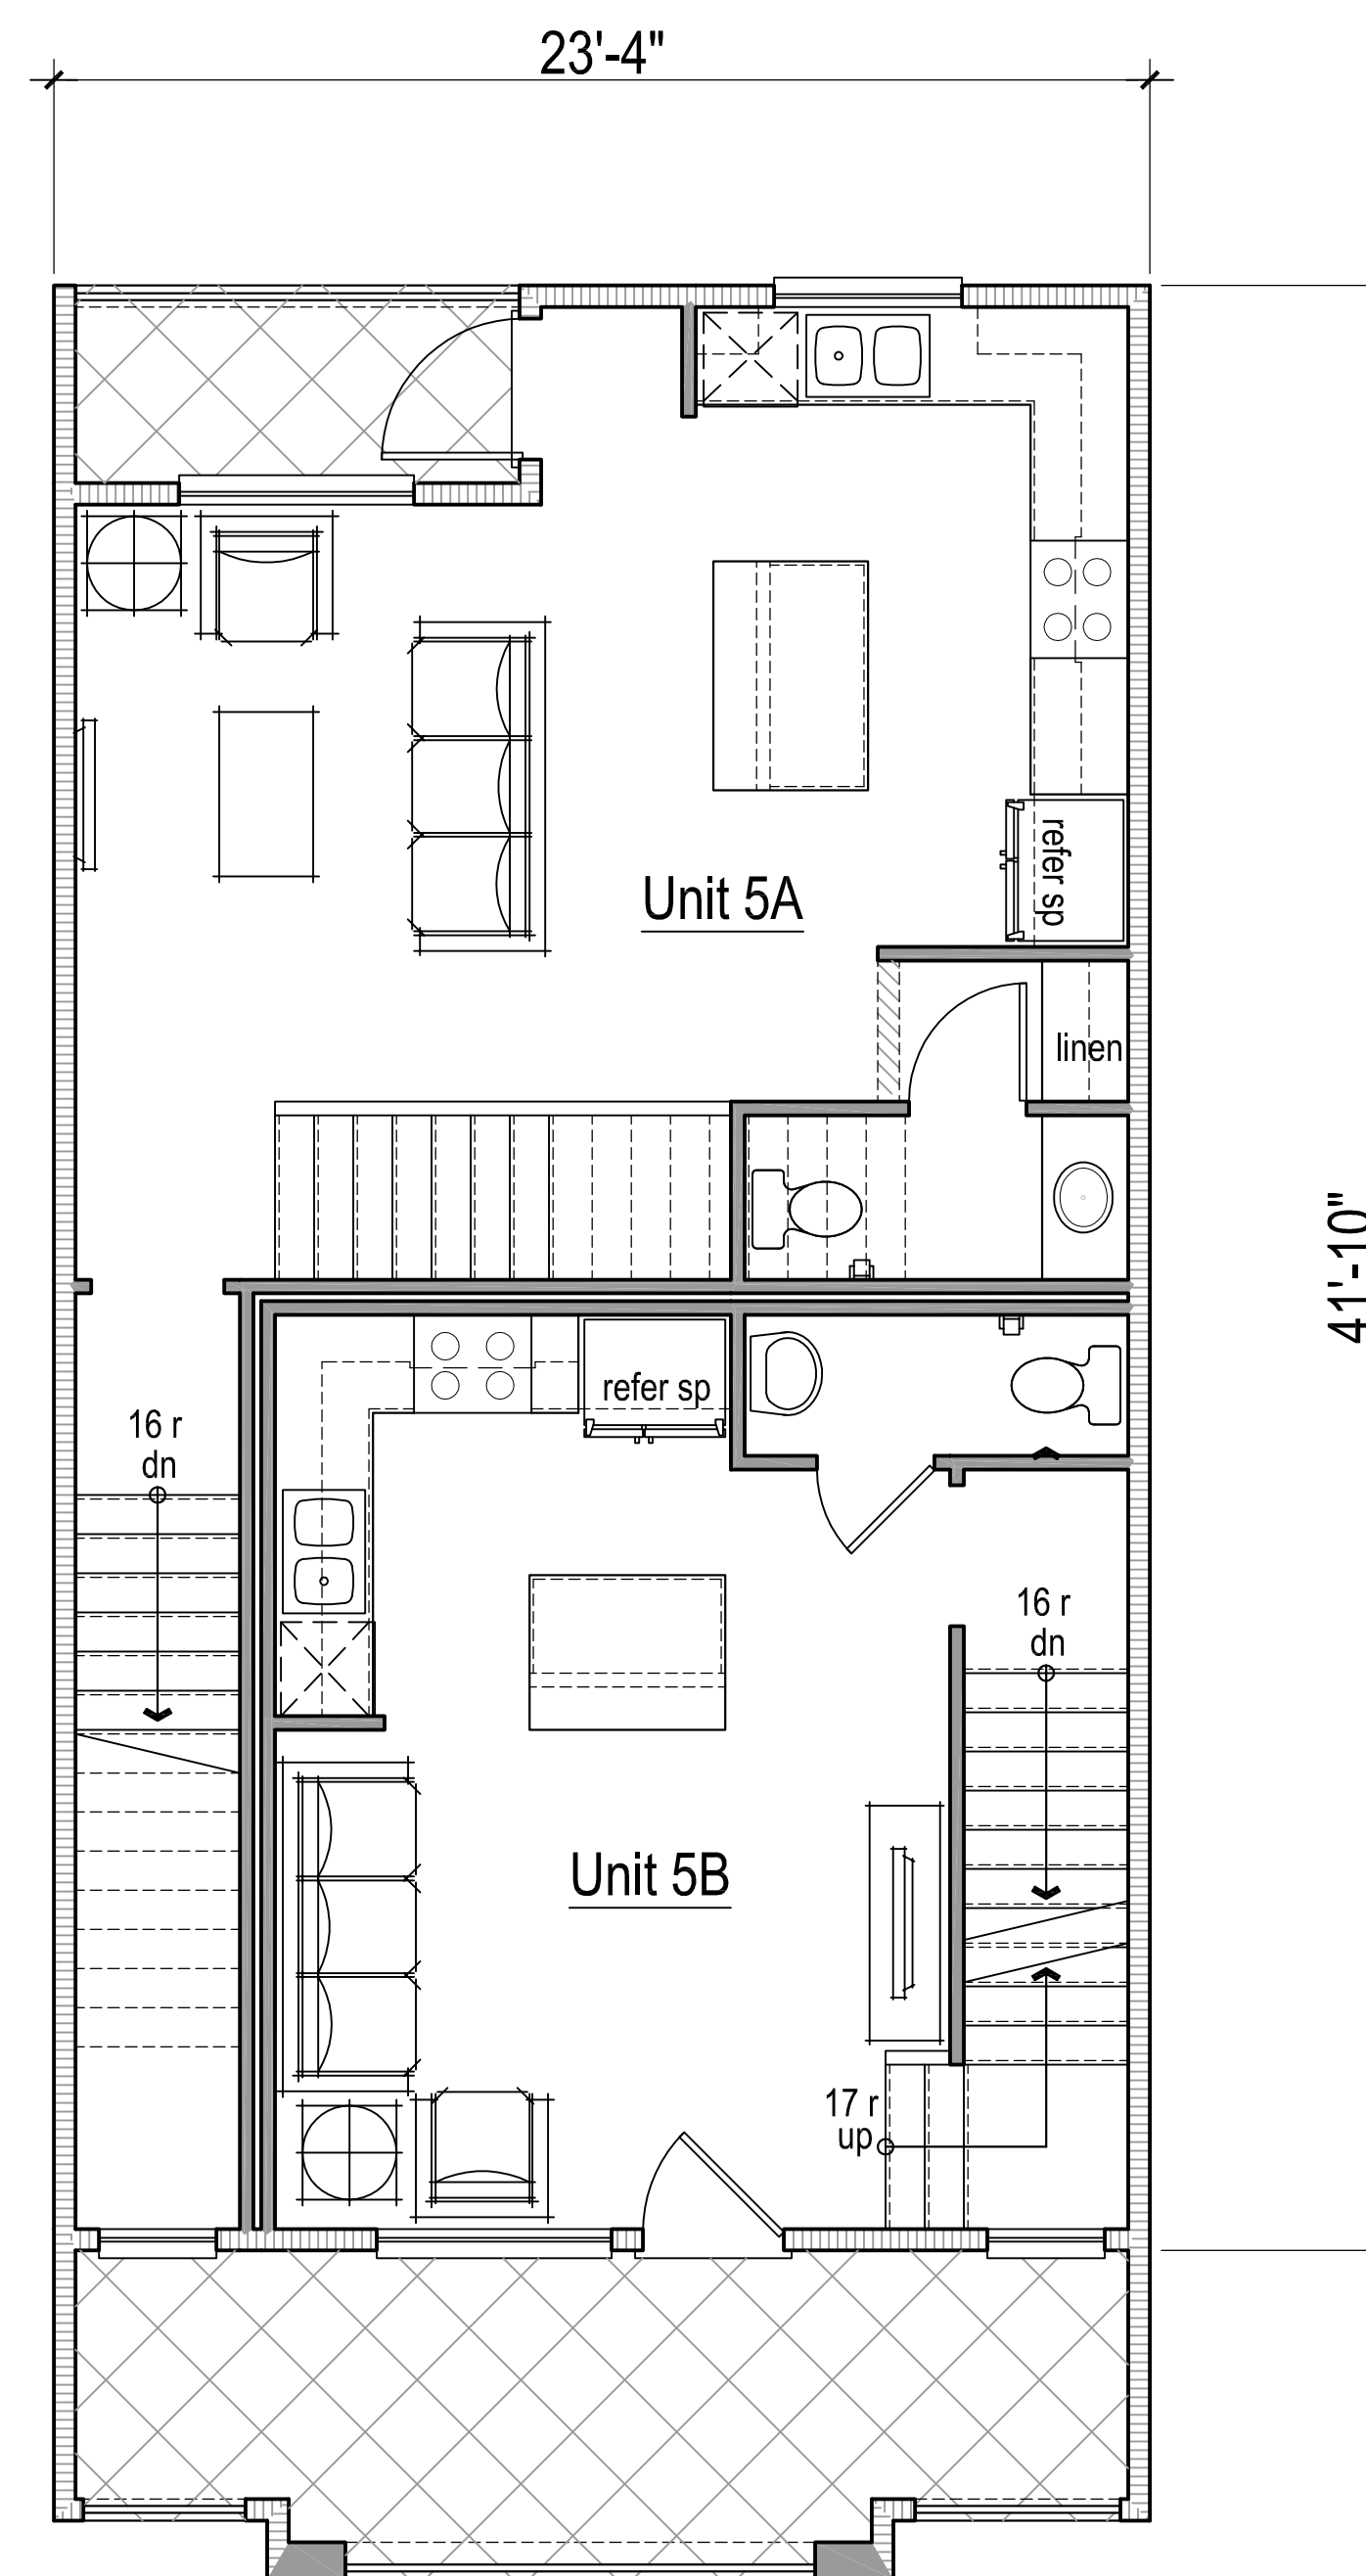 23'-4"
refer sp
Unit 5A
linen
41'-10"
refer sp
16 r
dn
16 r
dn
Unit 5B
17 r
up